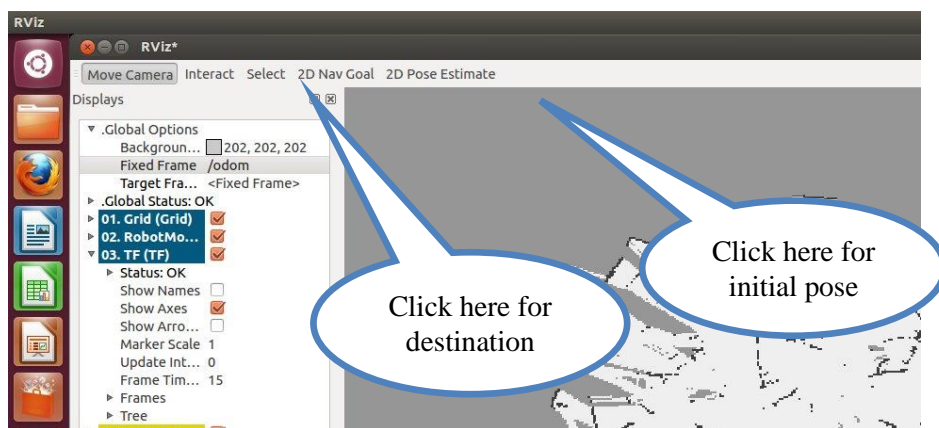 RViz
RViz*
Move Camera Interact Select 2D Nav Goal 2D Pose Estimate
Displays
.Global Options
Backgroun... 202, 202, 202
Fixed Frame /odom
Target Fra... <Fixed Frame>
.Global Status: OK
01. Grid (Grid)
02. RobotMo...
03. TF (TF)
Status: OK
Show Names
Show Axes
Show Arro...
Marker Scale 1
Update Int... 0
Frame Tim... 15
Frames
Tree
Click here for
destination
Click here for
initial pose